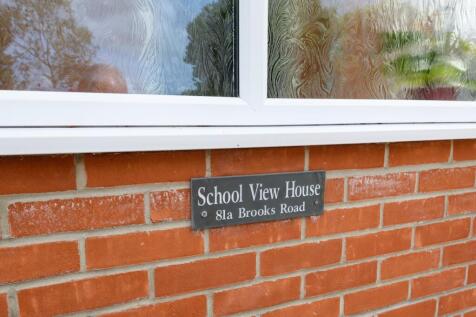 School View House
81a Brooks Road